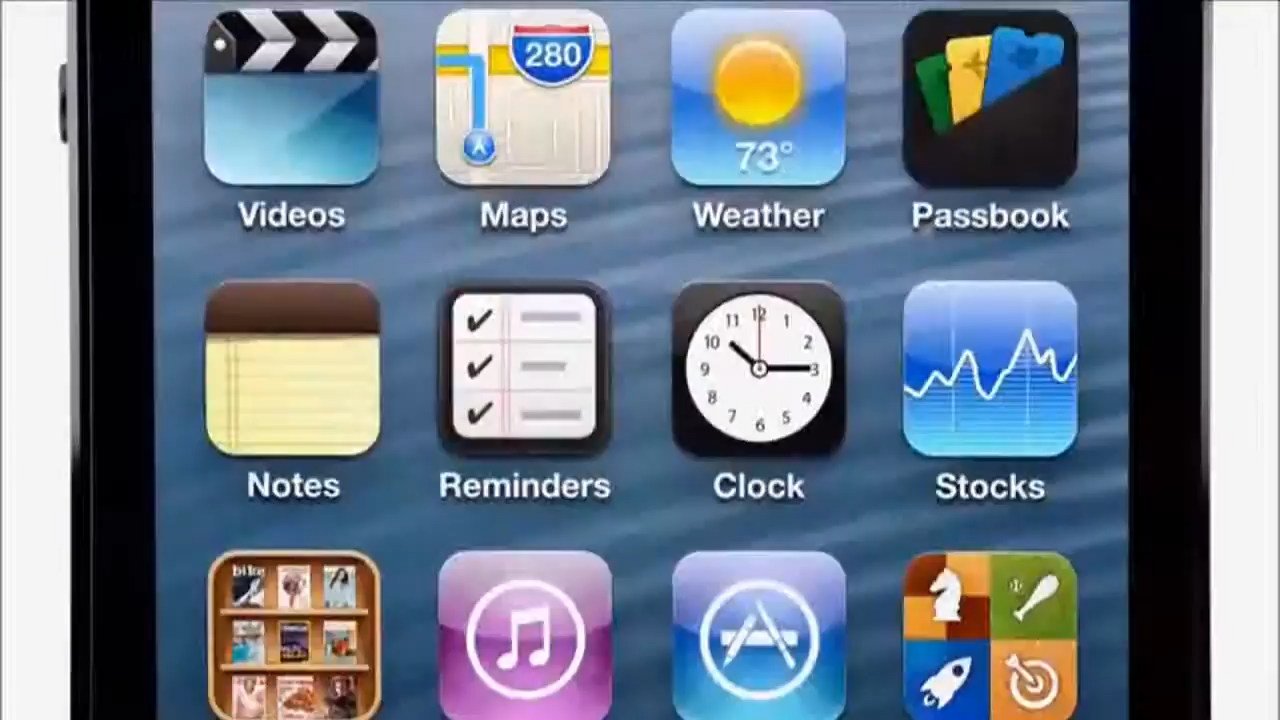 280
73°
Videos Maps Weather Passbook
11 12 1
10 2
9 3
8 4
7 6 5
Notes Reminders Clock Stocks
bike